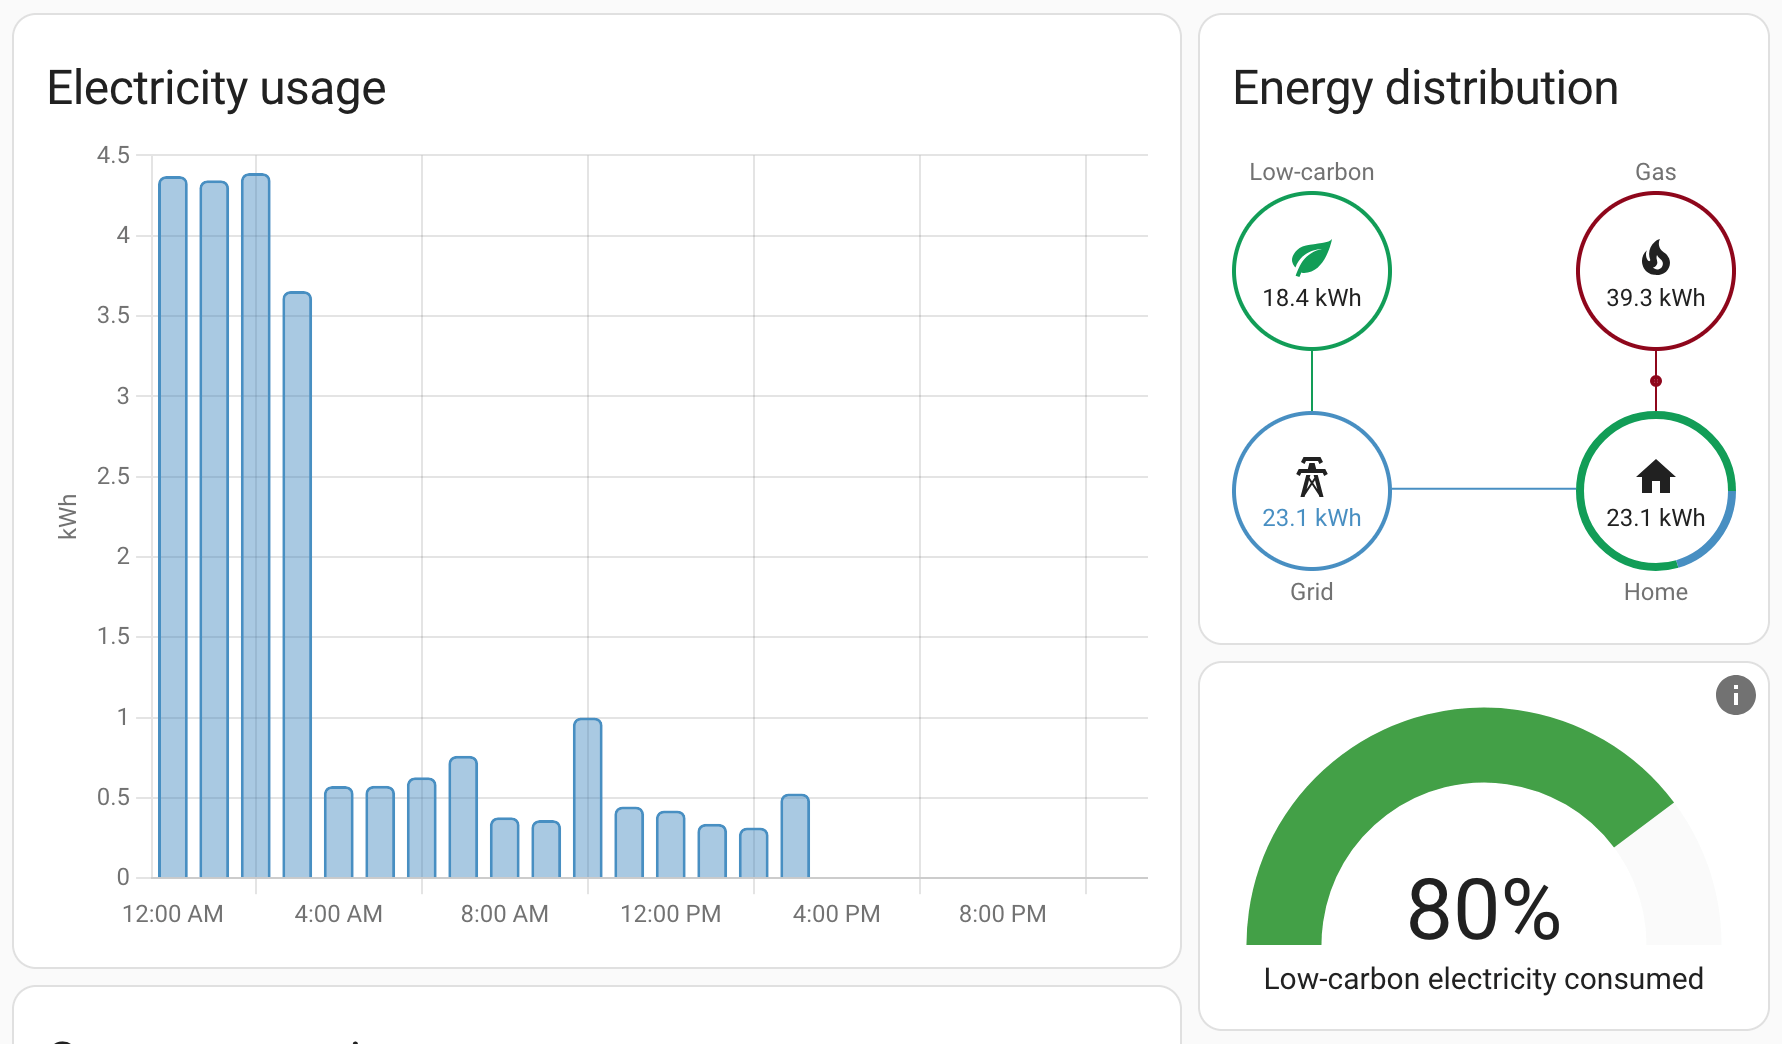 Electricity usage
4.5
4
3.5
3
2.5
2
1.5
1
0.5
0
kWh
12:00 AM 4:00 AM 8:00 AM 12:00 PM 4:00 PM 8:00 PM
Energy distribution
Low-carbon Gas
18.4 kWh 39.3 kWh
23.1 kWh 23.1 kWh
Grid Home
80%
Low-carbon electricity consumed